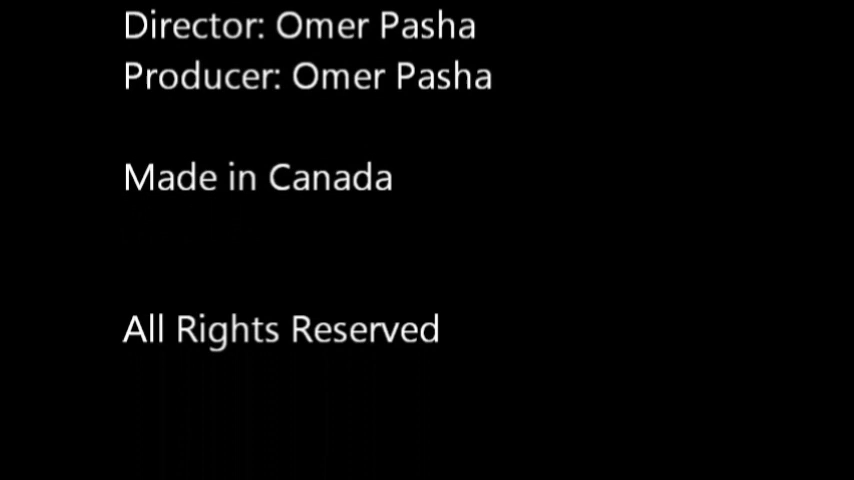 Director: Omer Pasha
Producer: Omer Pasha
Made in Canada
All Rights Reserved